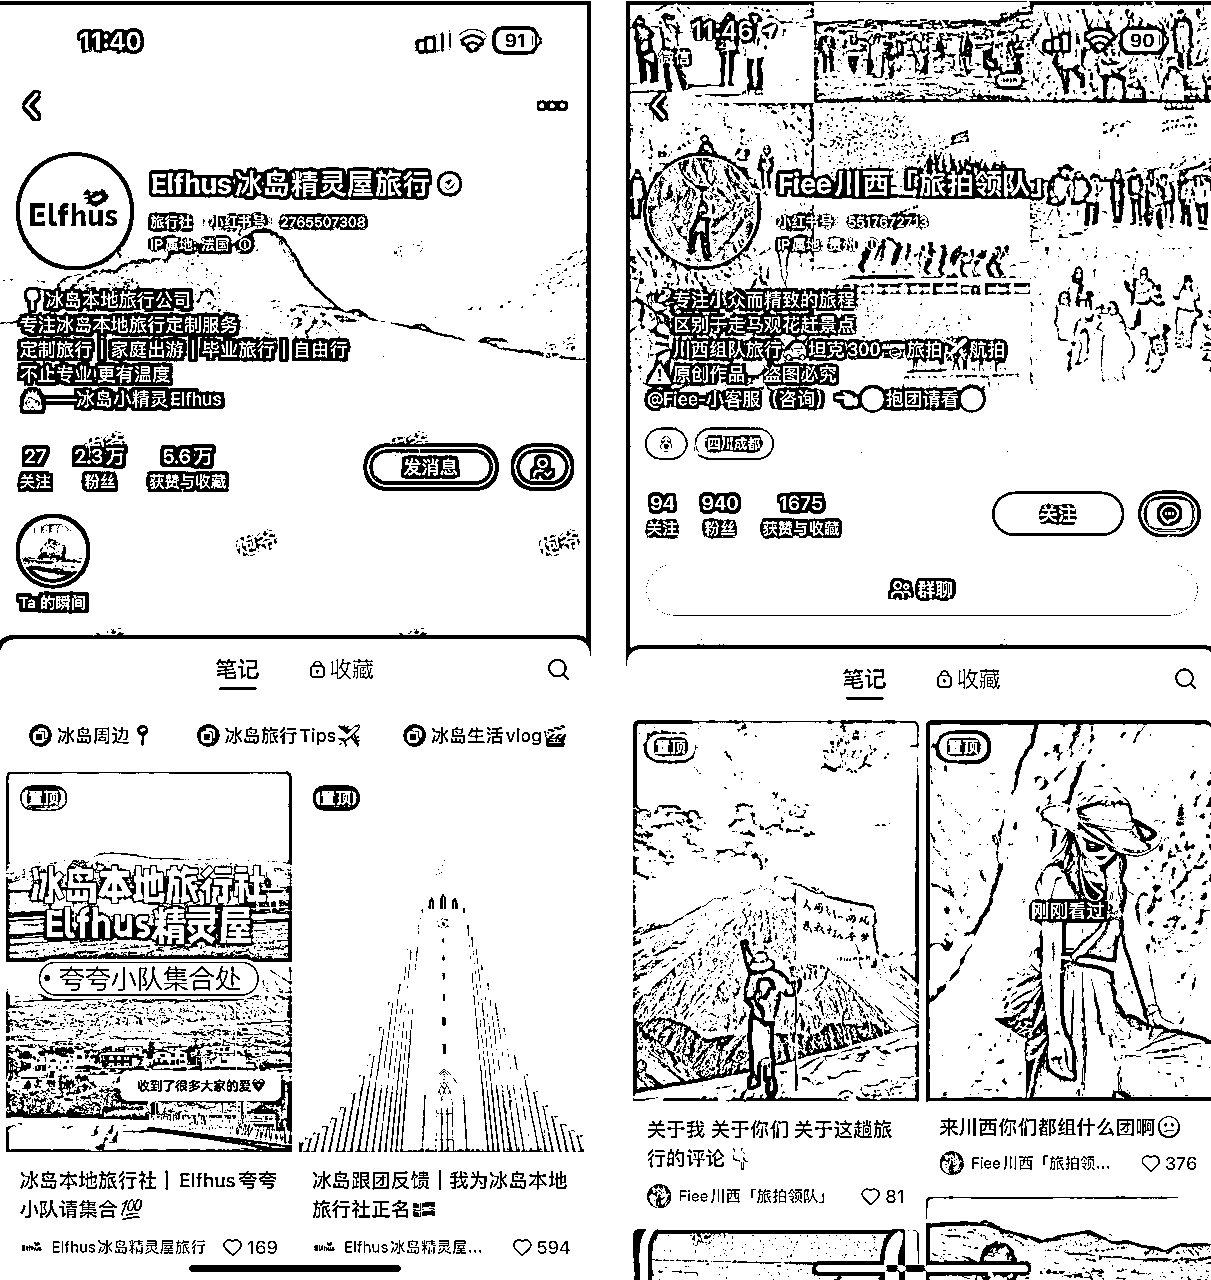 11:40
91
Elfhus
Elfhus冰岛精灵屋旅行
旅行社 小红书号 2765507308
IP属地 法国
冰岛本地旅行公司
专注冰岛本地旅行定制服务
定制旅行 | 家庭出游 | 毕业旅行 | 自由行
不止专业 更有温度
——冰岛小精灵Elfhus
27 2.3万 5.6万
关注 粉丝 获赞与收藏
发消息
Ta 的瞬间
笔记 收藏
冰岛周边 冰岛旅行Tips 冰岛生活vlog
置顶
冰岛本地旅行社
Elfhus精灵屋
夸夸小队集合处
收到了很多大家的爱
冰岛本地旅行社 | Elfhus夸夸
小队请集合💯
Elfhus冰岛精灵屋旅行 169
置顶
冰岛跟团反馈 | 我为冰岛本地
旅行社正名
Elfhus冰岛精灵屋... 594
11:46
90
微信
Fiee川西「旅拍领队」
小红书号
IP属地 贵州
专注小众而精致的旅程
区别于走马观花赶景点
川西组队旅行 坦克300 旅拍 航拍
原创作品 盗图必究
@Fiee-小客服（咨询） 抱团请看
四川成都
94 940 1675
关注 粉丝 获赞与收藏
关注
群聊
笔记 收藏
置顶
关于我 关于你们 关于这趟旅
行的评论
Fiee川西「旅拍领队」 81
置顶
刚刚看过
来川西你们都组什么团啊
Fiee川西「旅拍领... 376